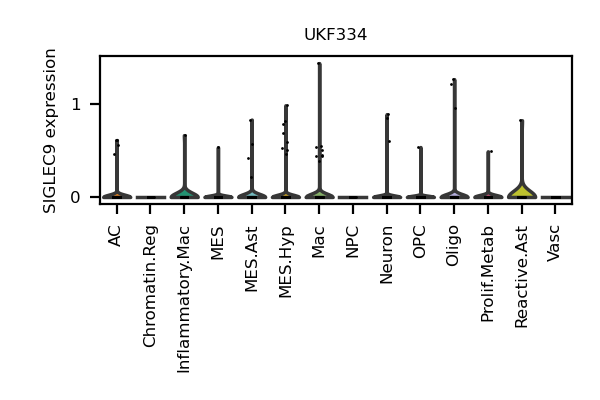 UKF334
SIGLEC9 expression
1
0
AC
Chromatin.Reg
Inflammatory.Mac
MES
MES.Ast
MES.Hyp
Mac
NPC
Neuron
OPC
Oligo
Prolif.Metab
Reactive.Ast
Vasc